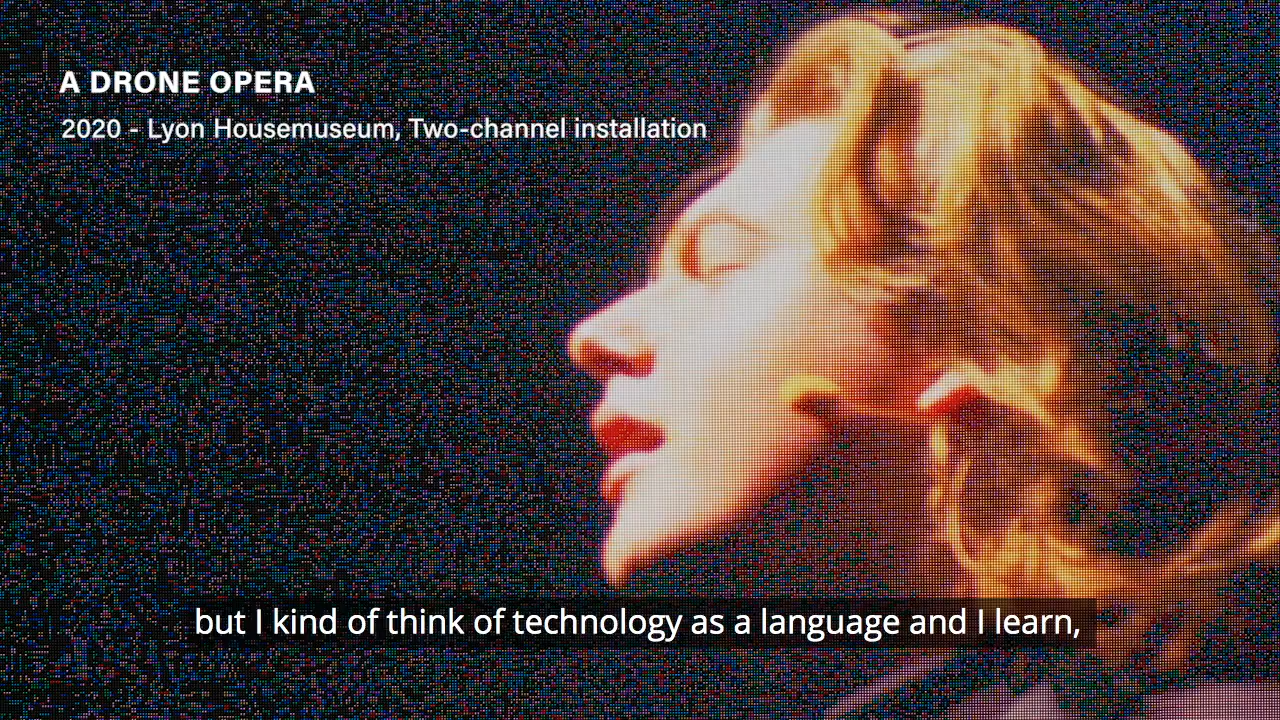 A DRONE OPERA
2020 - Lyon Housemuseum, Two-channel installation
but I kind of think of technology as a language and I learn,